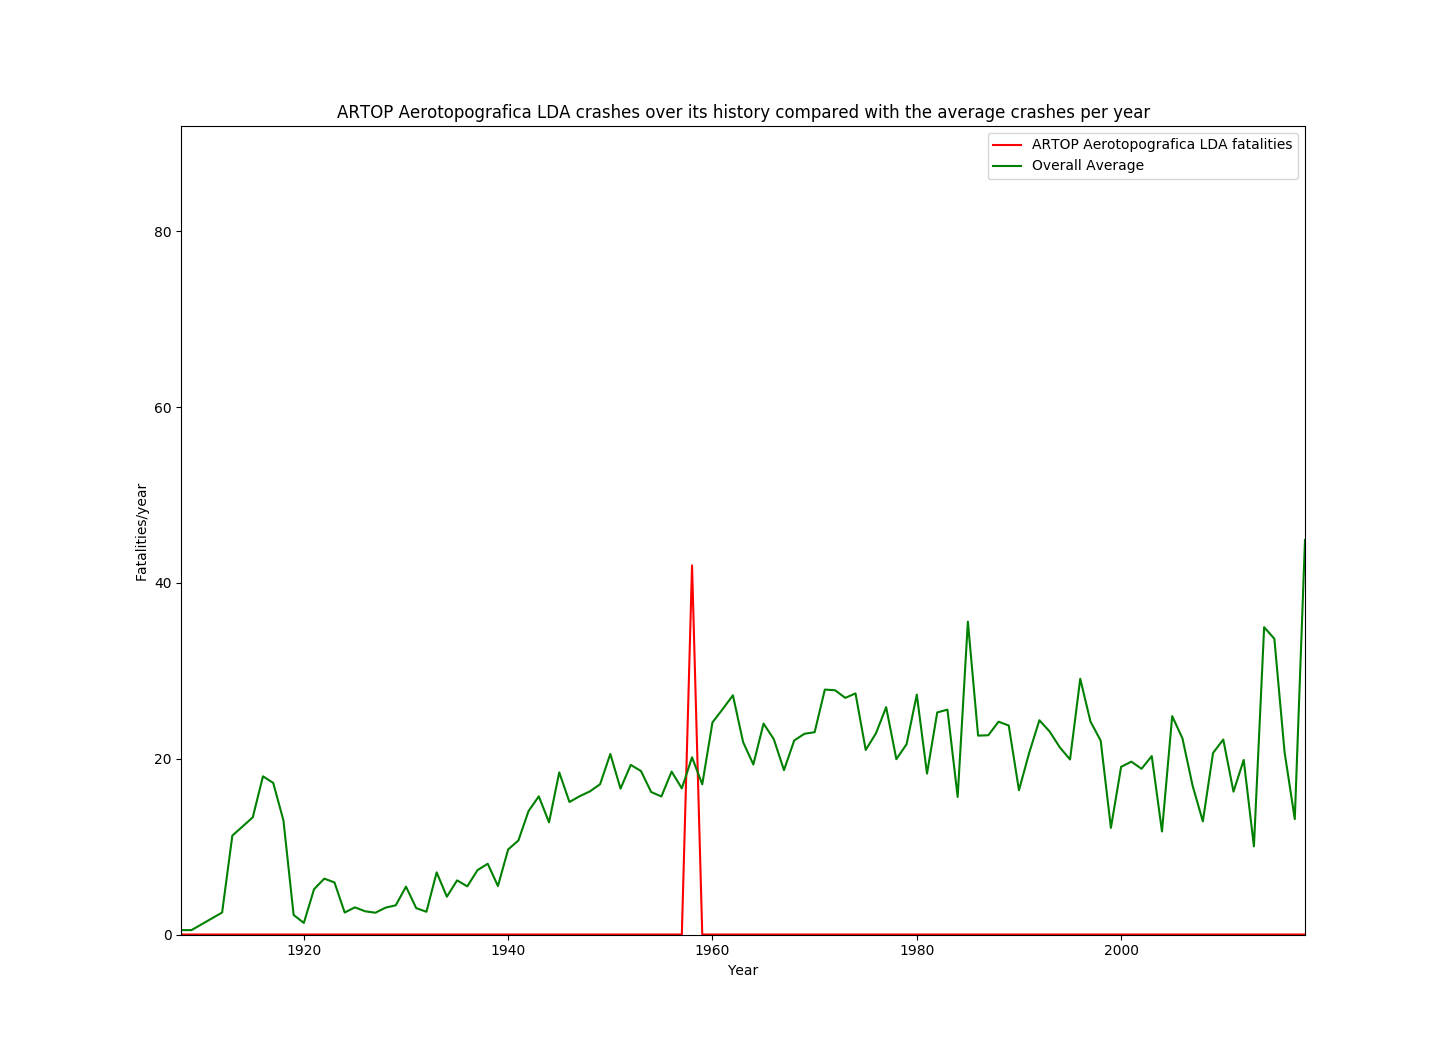 ARTOP Aerotopografica LDA crashes over its history compared with the average crashes per year
ARTOP Aerotopografica LDA fatalities
Overall Average
80
60
40
20
0
Fatalities/year
1920
1940
1960
1980
2000
Year